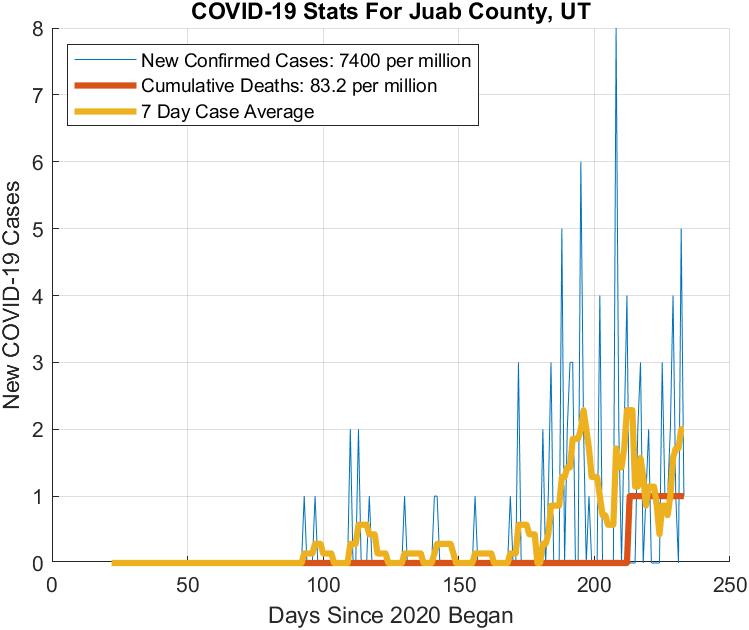 COVID-19 Stats For Juab County, UT
New Confirmed Cases: 7400 per million
Cumulative Deaths: 83.2 per million
7 Day Case Average
New COVID-19 Cases
8
7
6
5
4
3
2
1
0
0 50 100 150 200 250
Days Since 2020 Began